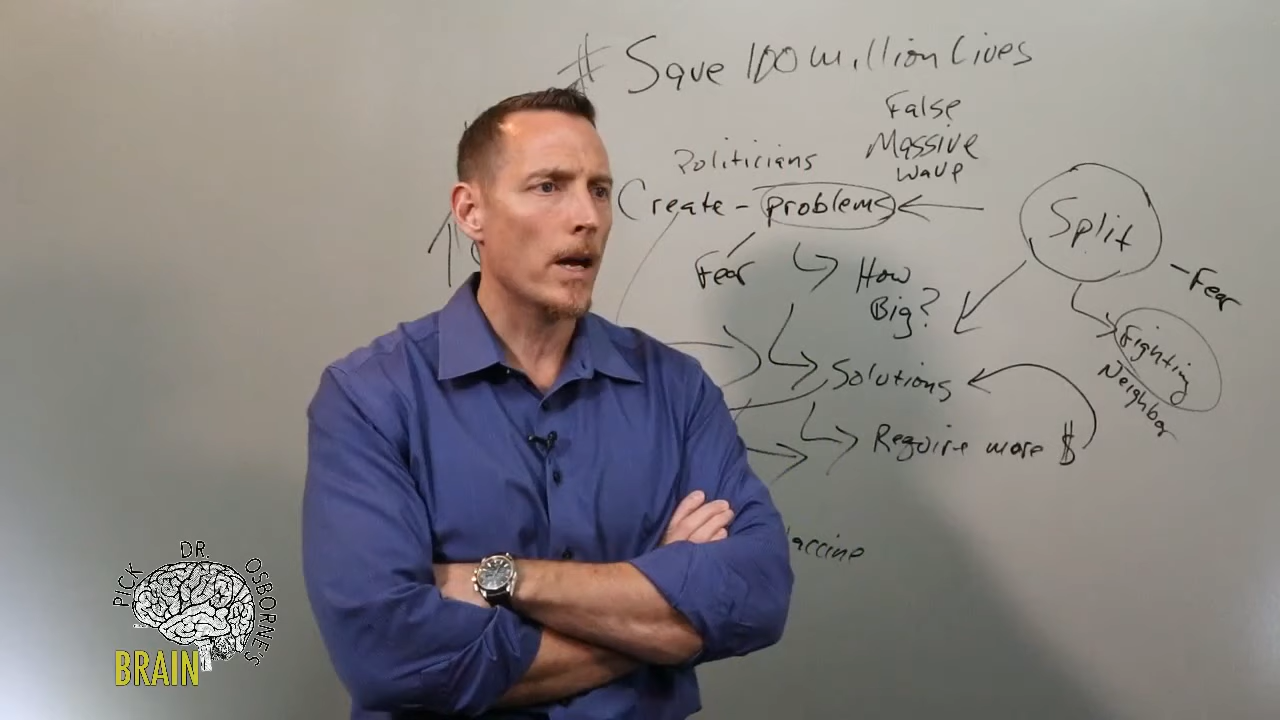 # Save 100 million Lives
False
Massive
wave
Politicians
Create - problems
Split
Fear
How
Big?
- Fear
Fighting
Neighbor
Solutions
Require more $
accine
PICK DR. OSBORNE'S
BRAIN